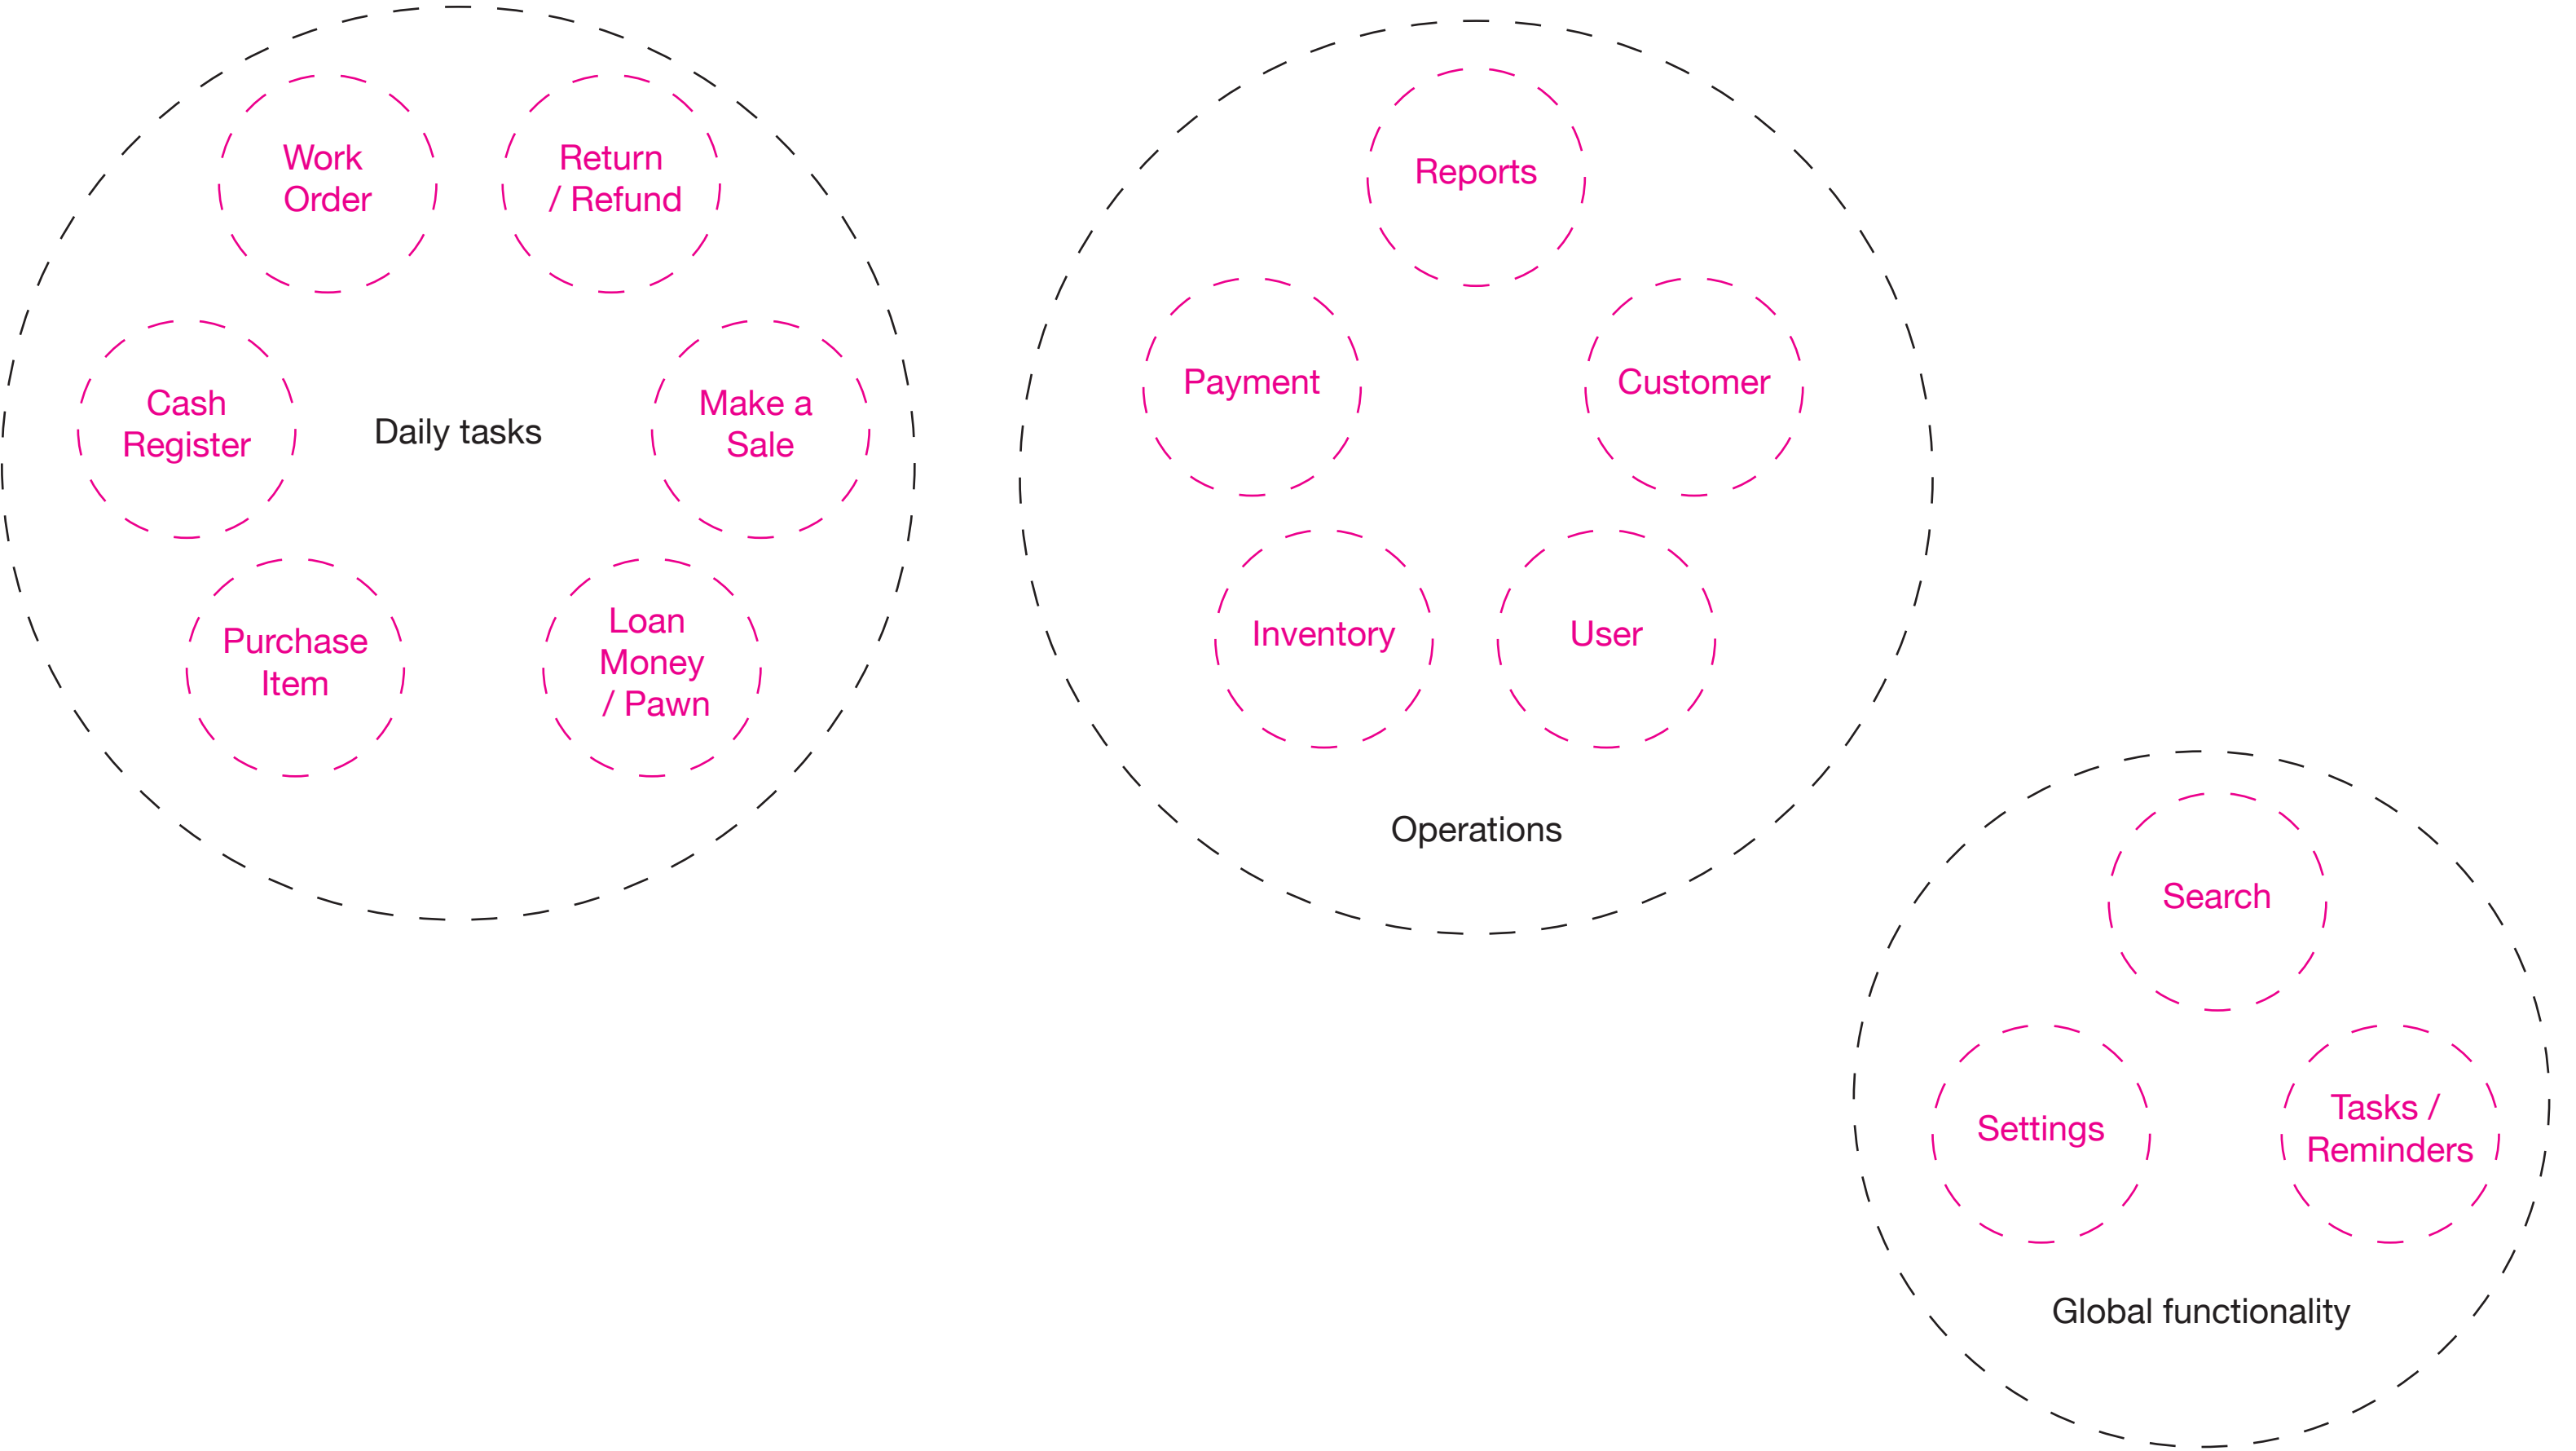 Work
Order
Return
/ Refund
Cash
Register
Daily tasks
Make a
Sale
Purchase
Item
Loan
Money
/ Pawn
Reports
Payment
Customer
Inventory
User
Operations
Search
Settings
Tasks /
Reminders
Global functionality